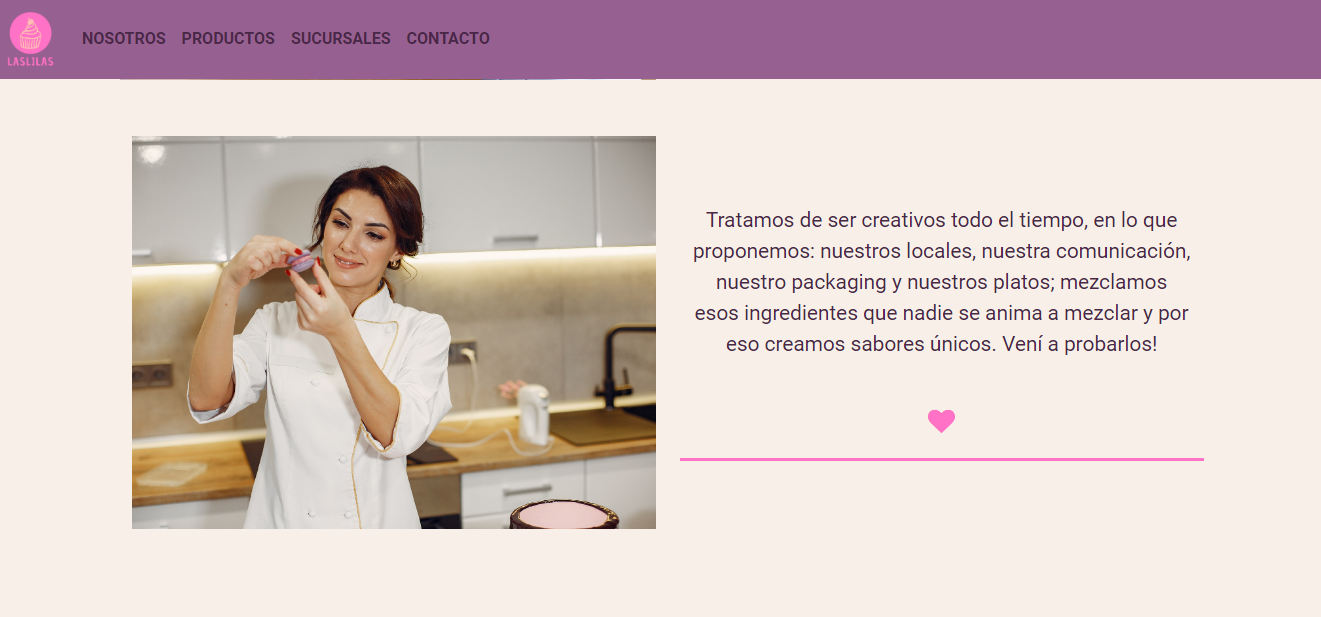 NOSOTROS PRODUCTOS SUCURSALES CONTACTO
LASLILAS
Tratamos de ser creativos todo el tiempo, en lo que
proponemos: nuestros locales, nuestra comunicación,
nuestro packaging y nuestros platos; mezclamos
esos ingredientes que nadie se anima a mezclar y por
eso creamos sabores únicos. Vení a probarlos!